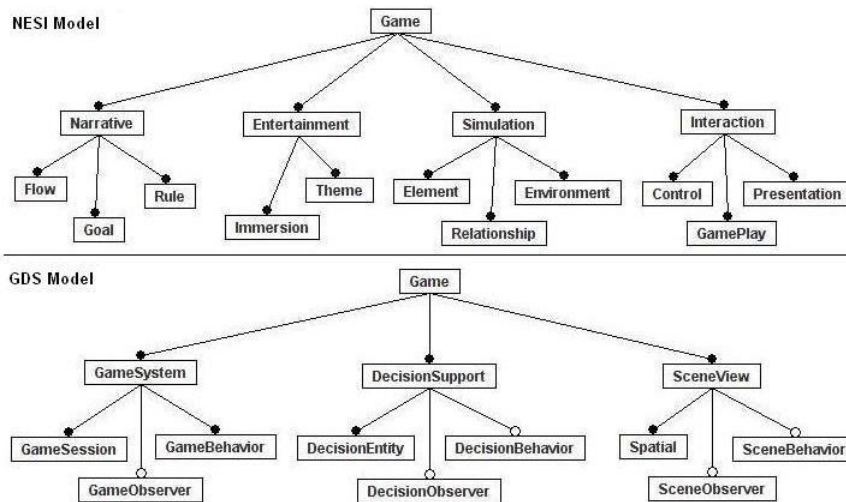 NESI Model
Game
Narrative
Entertainment
Simulation
Interaction
Flow
Rule
Goal
Theme
Immersion
Element
Environment
Relationship
Control
Presentation
GamePlay
GDS Model
Game
GameSystem
DecisionSupport
SceneView
GameSession
GameBehavior
GameObserver
DecisionEntity
DecisionBehavior
DecisionObserver
Spatial
SceneBehavior
SceneObserver